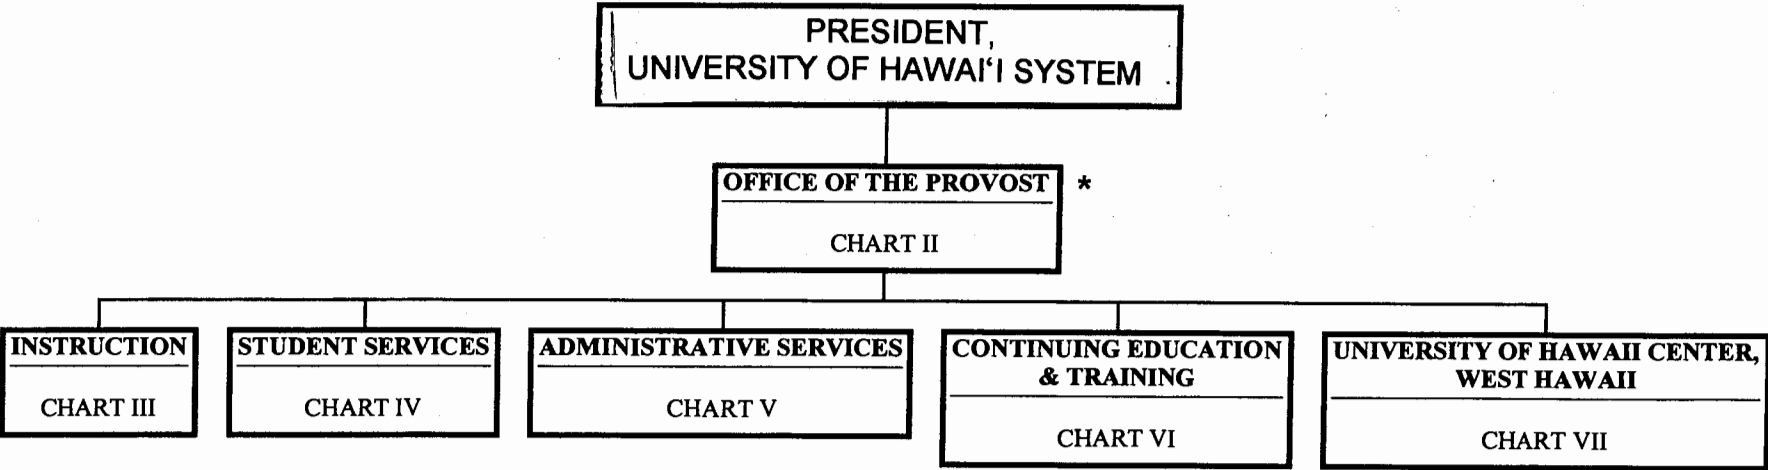 PRESIDENT,
UNIVERSITY OF HAWAI‘I SYSTEM
OFFICE OF THE PROVOST *
CHART II
INSTRUCTION
CHART III
STUDENT SERVICES
CHART IV
ADMINISTRATIVE SERVICES
CHART V
CONTINUING EDUCATION
& TRAINING
CHART VI
UNIVERSITY OF HAWAII CENTER,
WEST HAWAII
CHART VII